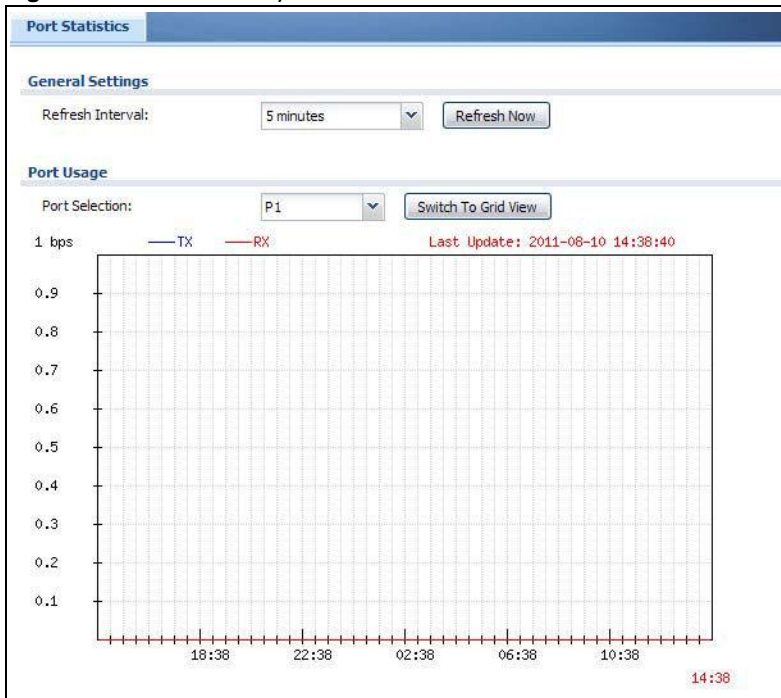 Port Statistics
General Settings
Refresh Interval: 5 minutes Refresh Now
Port Usage
Port Selection: P1 Switch To Grid View
1 bps TX RX Last Update: 2011-08-10 14:38:40
0.9
0.8
0.7
0.6
0.5
0.4
0.3
0.2
0.1
18:38 22:38 02:38 06:38 10:38
14:38